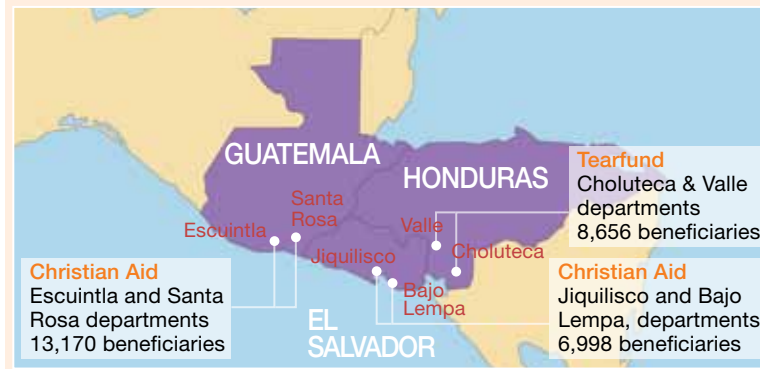 GUATEMALA
HONDURAS
Tearfund
Choluteca & Valle
departments
8,656 beneficiaries
Santa
Rosa
Escuintla
Valle
Choluteca
Jiquilisco
Bajo
Lempa
Christian Aid
Escuintla and Santa
Rosa departments
13,170 beneficiaries
EL
SALVADOR
Christian Aid
Jiquilisco and Bajo
Lempa, departments
6,998 beneficiaries